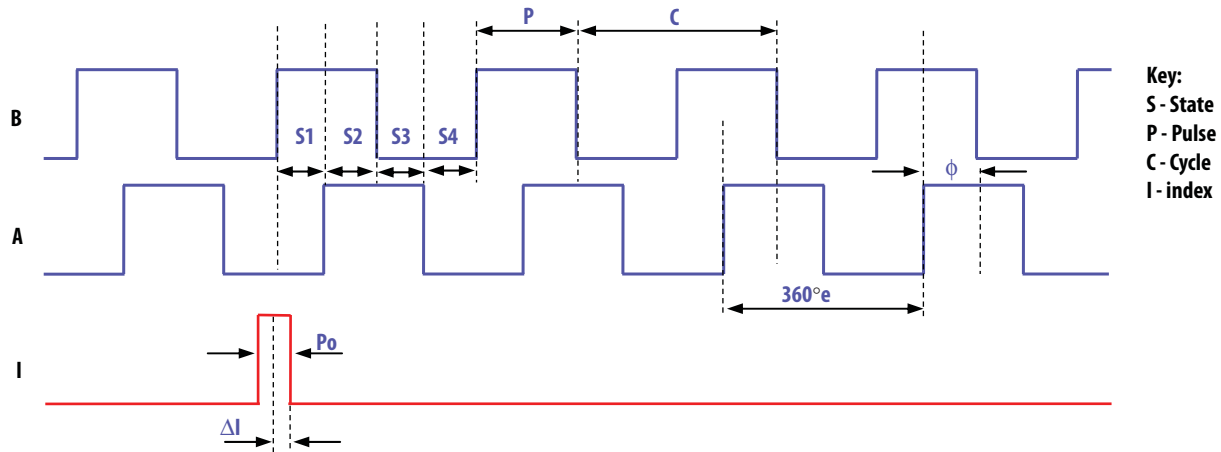 P
C
Key:
S - State
P - Pulse
C - Cycle
I - index
B
S1
S2
S3
S4
ϕ
A
360°e
Po
I
ΔI